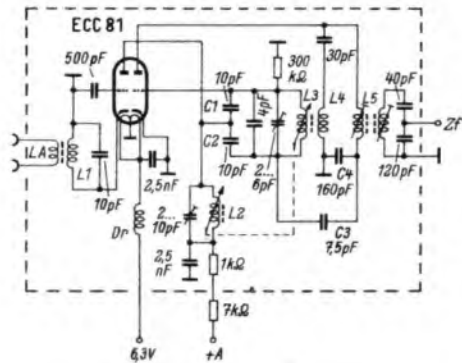 ECC 81
500pF
10pF
C1
C2
10pF
4pF
300
kΩ
L3
2...
6pF
30pF
L4
L5
40pF
Zf
120pF
C4
160pF
C3
7,5pF
LA
L1
10pF
2,5nF
Dr
2...
10pF
L2
2,5
nF
1kΩ
7kΩ
6,3V
+A